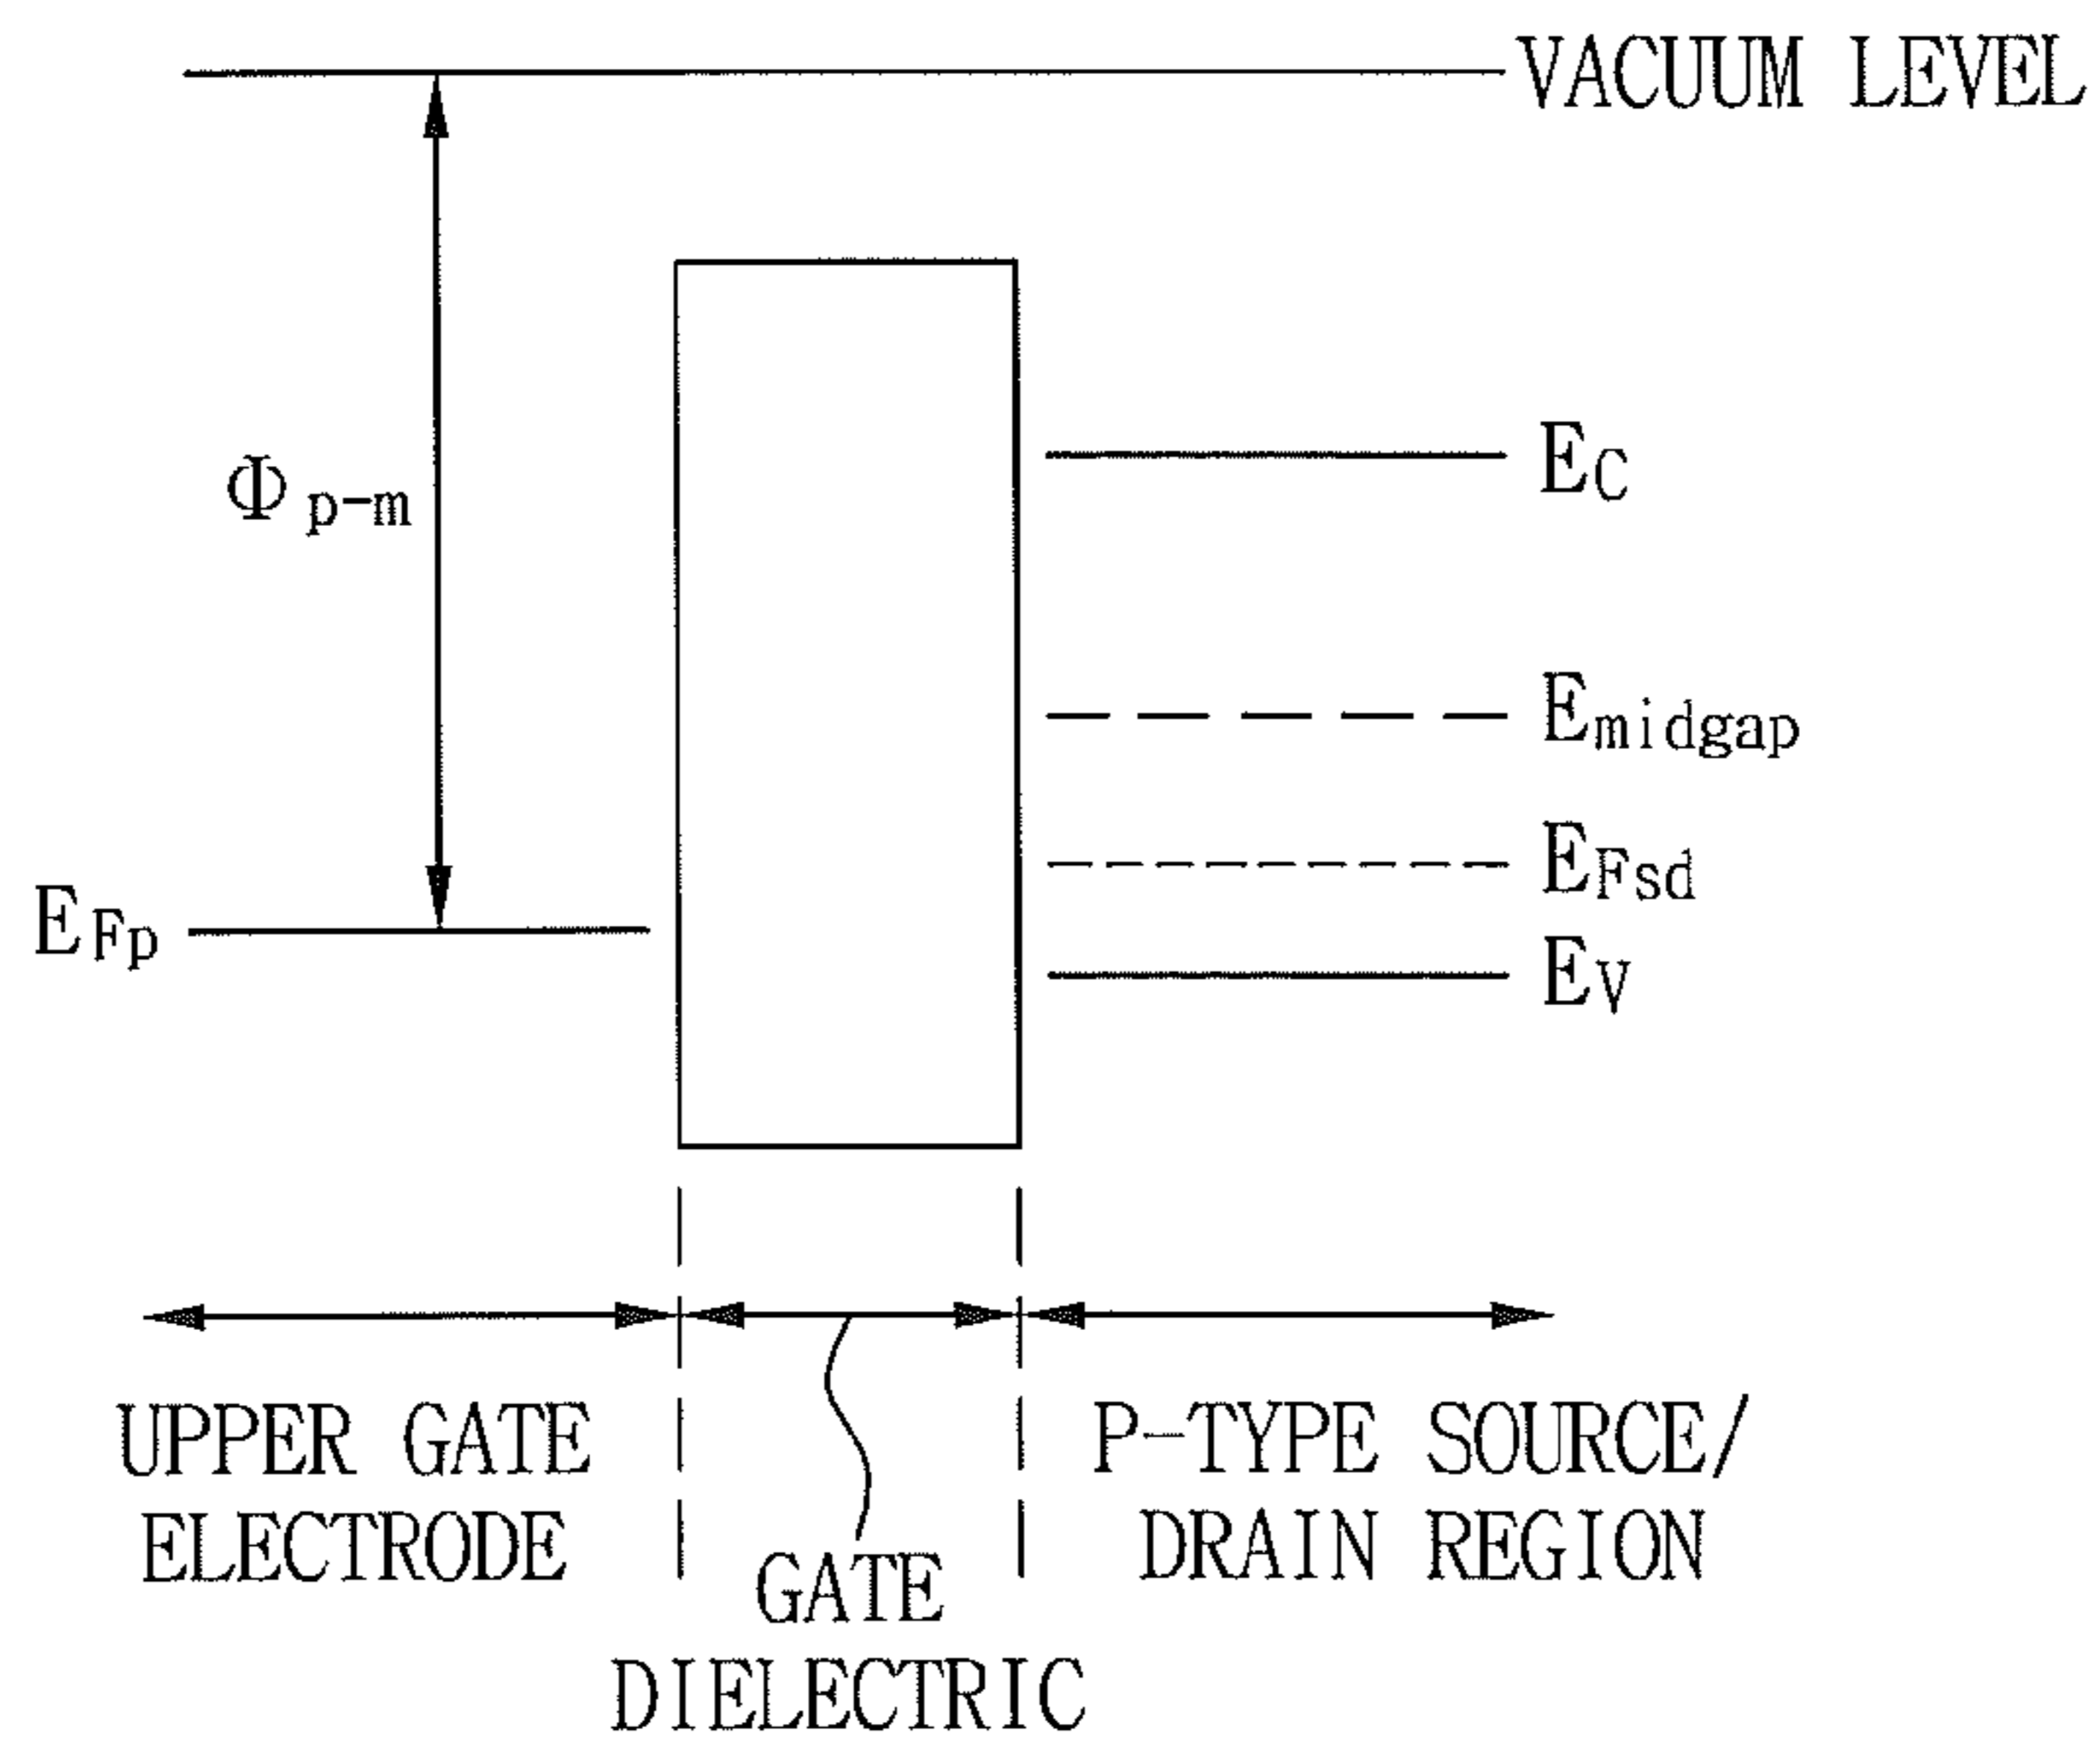 VACUUM LEVEL
EC
Φp-m
Emidgap
EFsd
EFp
EV
UPPER GATE
ELECTRODE
GATE
DIELECTRIC
P-TYPE SOURCE/
DRAIN REGION